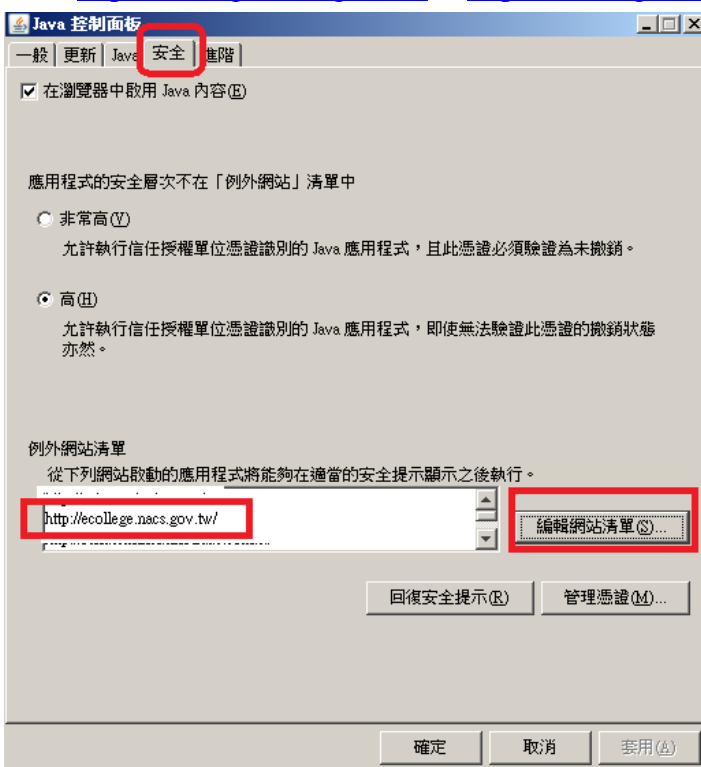 Java 控制面板
一般 更新 Java 安全 進階
在瀏覽器中啟用 Java 內容(E)
應用程式的安全層次不在「例外網站」清單中
非常高(V)
允許執行信任授權單位憑證識別的 Java 應用程式，且此憑證必須驗證為未撤銷。
高(H)
允許執行信任授權單位憑證識別的 Java 應用程式，即使無法驗證此憑證的撤銷狀態
亦然。
例外網站清單
從下列網站啟動的應用程式將能夠在適當的安全提示顯示之後執行。
http://ecollege.nacs.gov.tw/
編輯網站清單(S)...
回復安全提示(R) 管理憑證(M)...
確定 取消 套用(A)